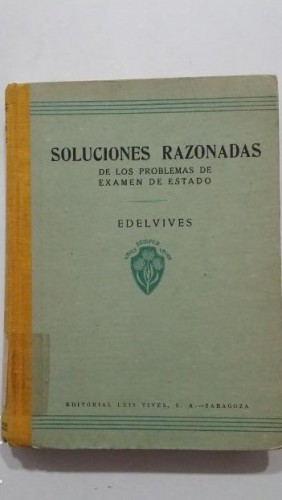 SOLUCIONES RAZONADAS
DE LOS PROBLEMAS DE
EXAMEN DE ESTADO
EDELVIVES
EDITORIAL LUIS VIVES, S. A.—ZARAGOZA